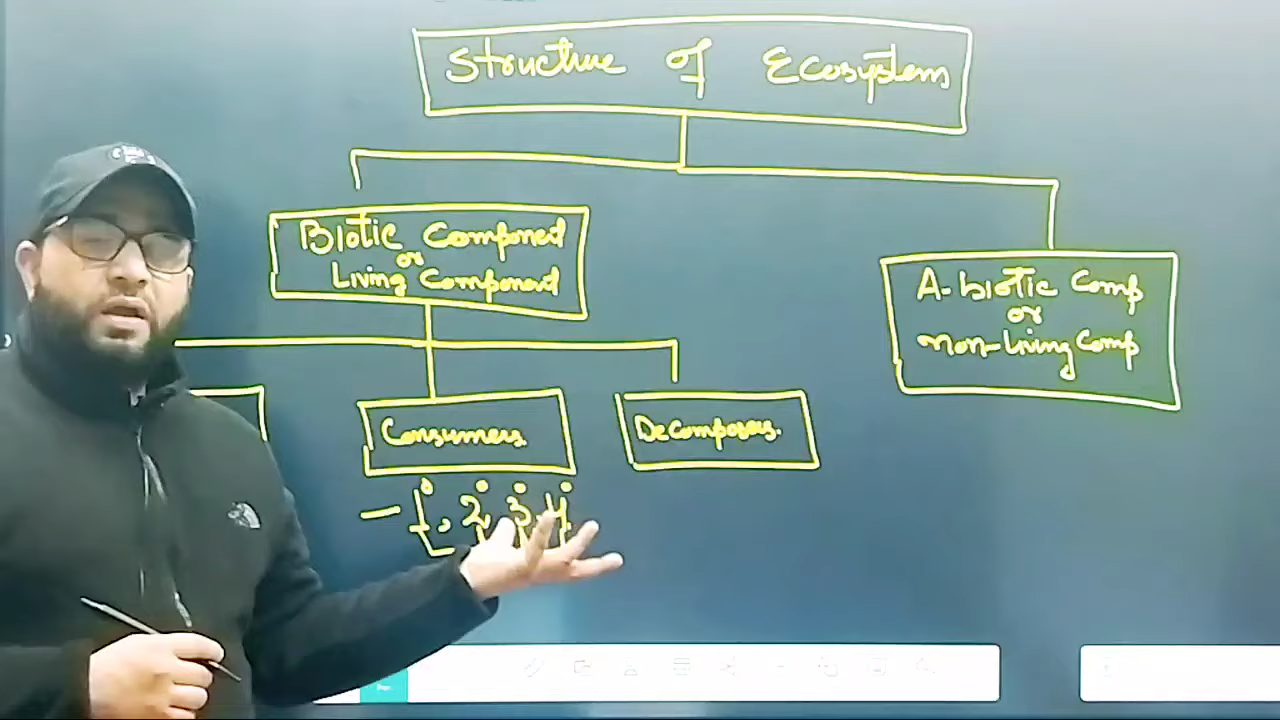 Structure of Ecosystem
Biotic Component
or
Living Component
A-biotic Comp
or
Non-Living Comp
Consumers.
Decomposers.
- 1°, 2°, 3°, 4°